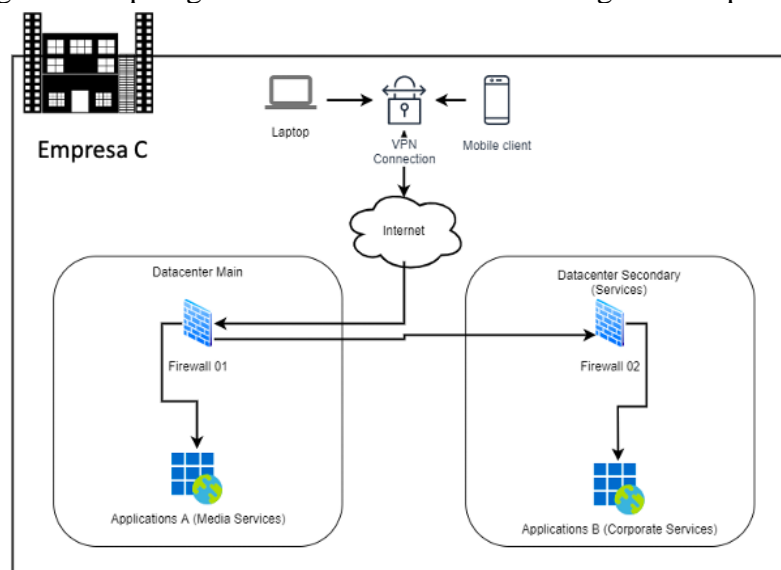 Empresa C
Laptop
VPN
Connection
Mobile client
Internet
Datacenter Main
Datacenter Secondary
(Services)
Firewall 01
Firewall 02
Applications A (Media Services)
Applications B (Corporate Services)